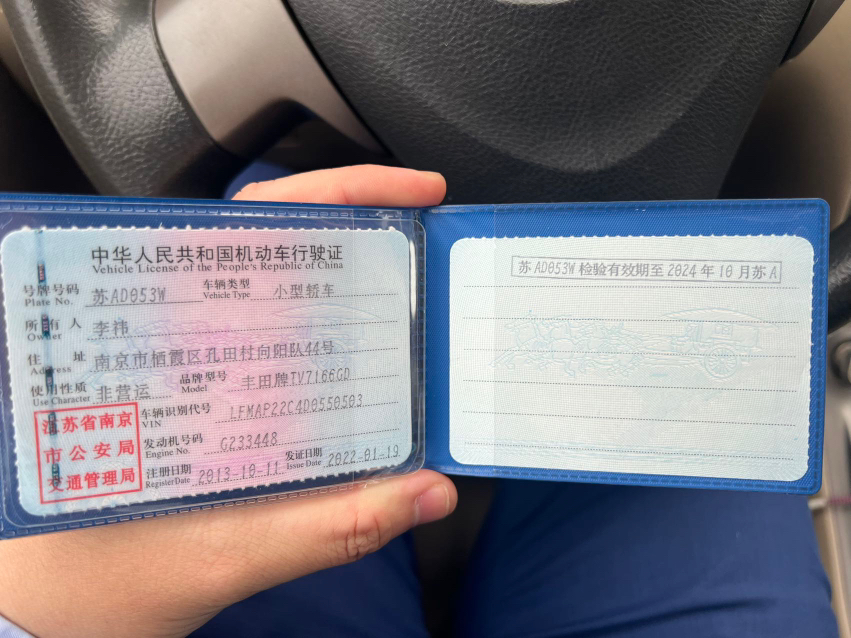 中华人民共和国机动车行驶证
Vehicle License of the People's Republic of China
号牌号码 苏AD053W 车辆类型 小型轿车
Plate No. Vehicle Type
所有人 李祎
Owner
住址 南京市栖霞区孔田村向阳队44号
Address
使用性质 非营运 品牌型号 丰田牌TV7166GD
Use Character Model
江苏省南京
市公安局
交通管理局
车辆识别代号 LFMAP22C4D0550503
VIN
发动机号码 G233448
Engine No.
注册日期 2013-10-11 发证日期 2022-01-19
Register Date Issue Date
苏AD053W 检验有效期至 2024年10月苏A